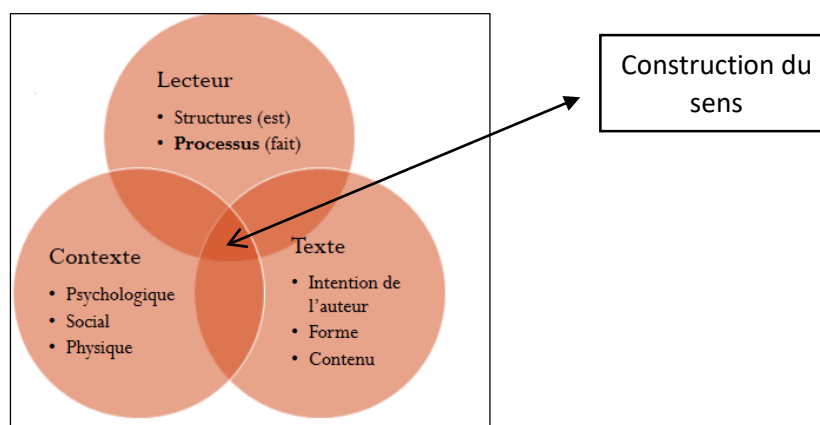 Lecteur
• Structures (est)
• Processus (fait)
Contexte
• Psychologique
• Social
• Physique
Texte
• Intention de
l’auteur
• Forme
• Contenu
Construction du
sens